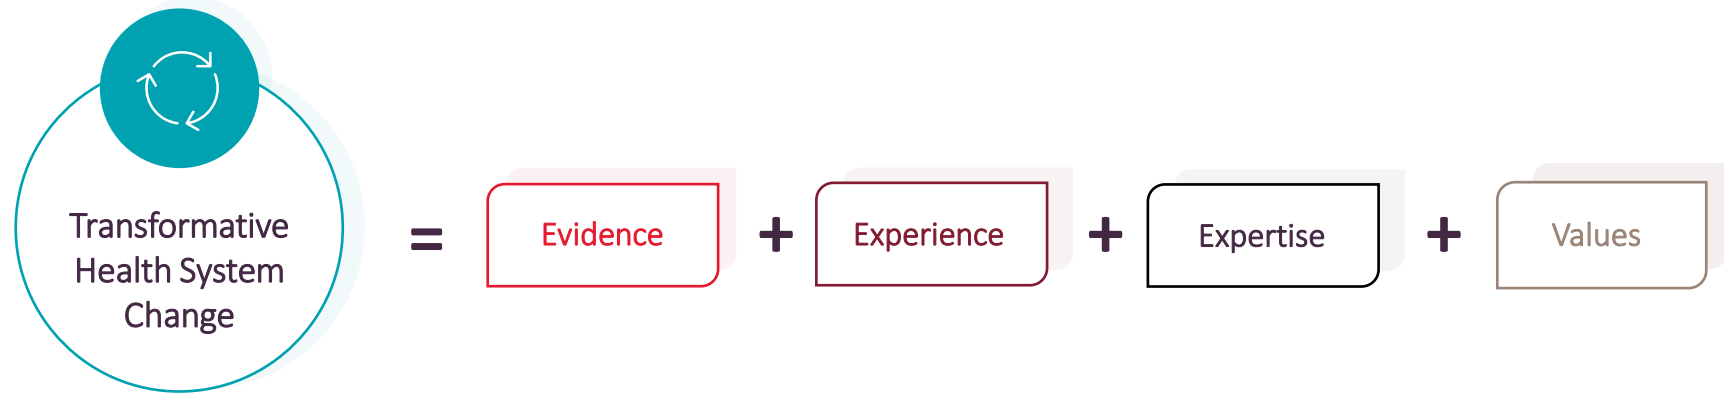 Transformative
Health System
Change
=
Evidence
+
Experience
+
Expertise
+
Values